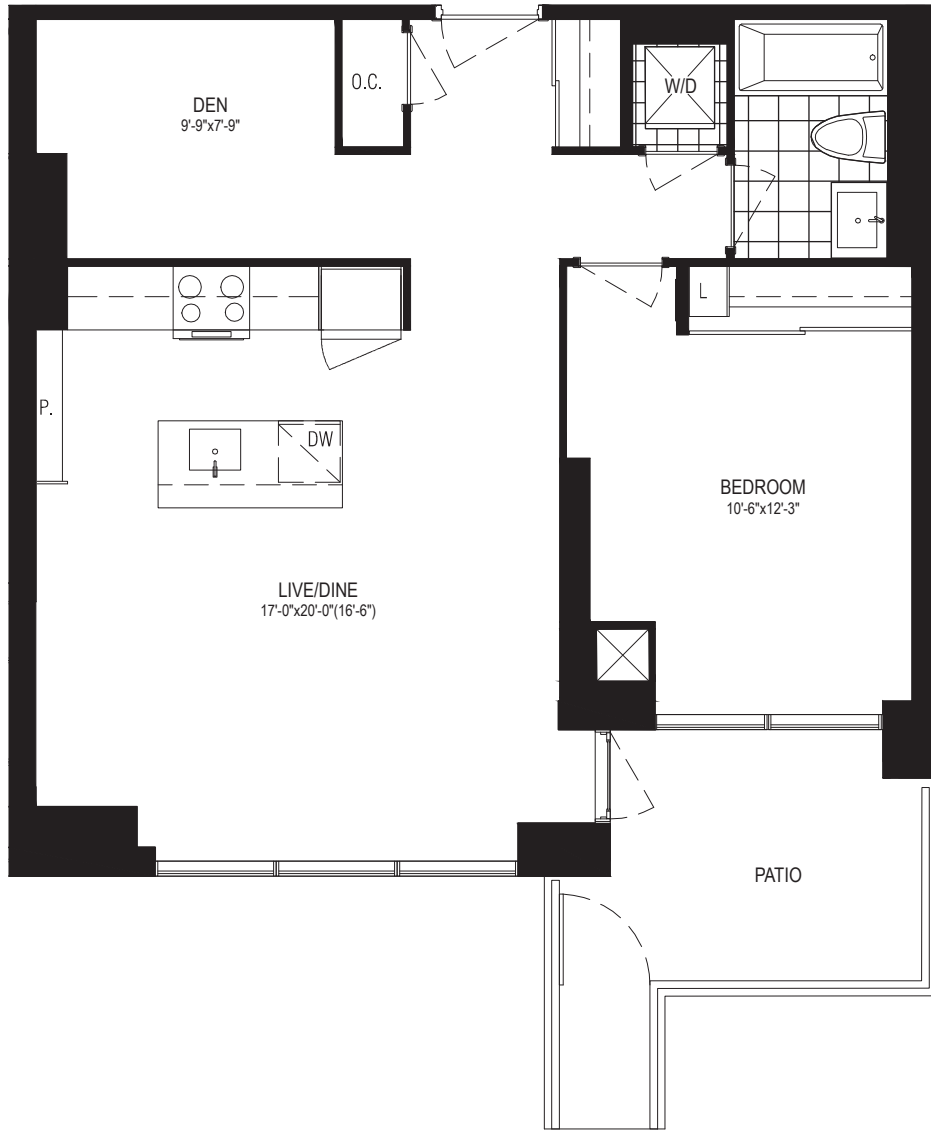 O.C.
W/D
DEN
9'-9"x7'-9"
L
P.
DW
BEDROOM
10'-6"x12'-3"
LIVE/DINE
17'-0"x20'-0"(16'-6")
PATIO